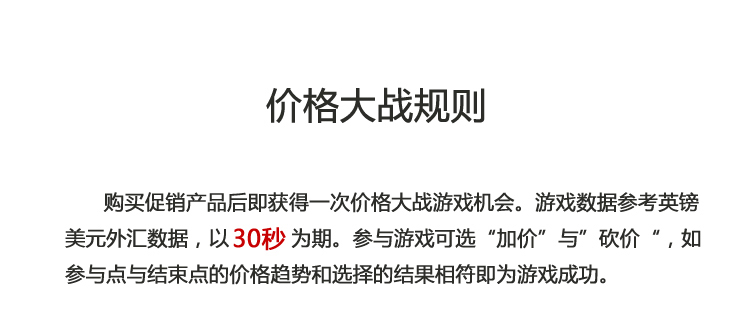 价格大战规则
购买促销产品后即获得一次价格大战游戏机会。游戏数据参考英镑
美元外汇数据，以 30秒 为期。参与游戏可选“加价”与”砍价“，如
参与点与结束点的价格趋势和选择的结果相符即为游戏成功。